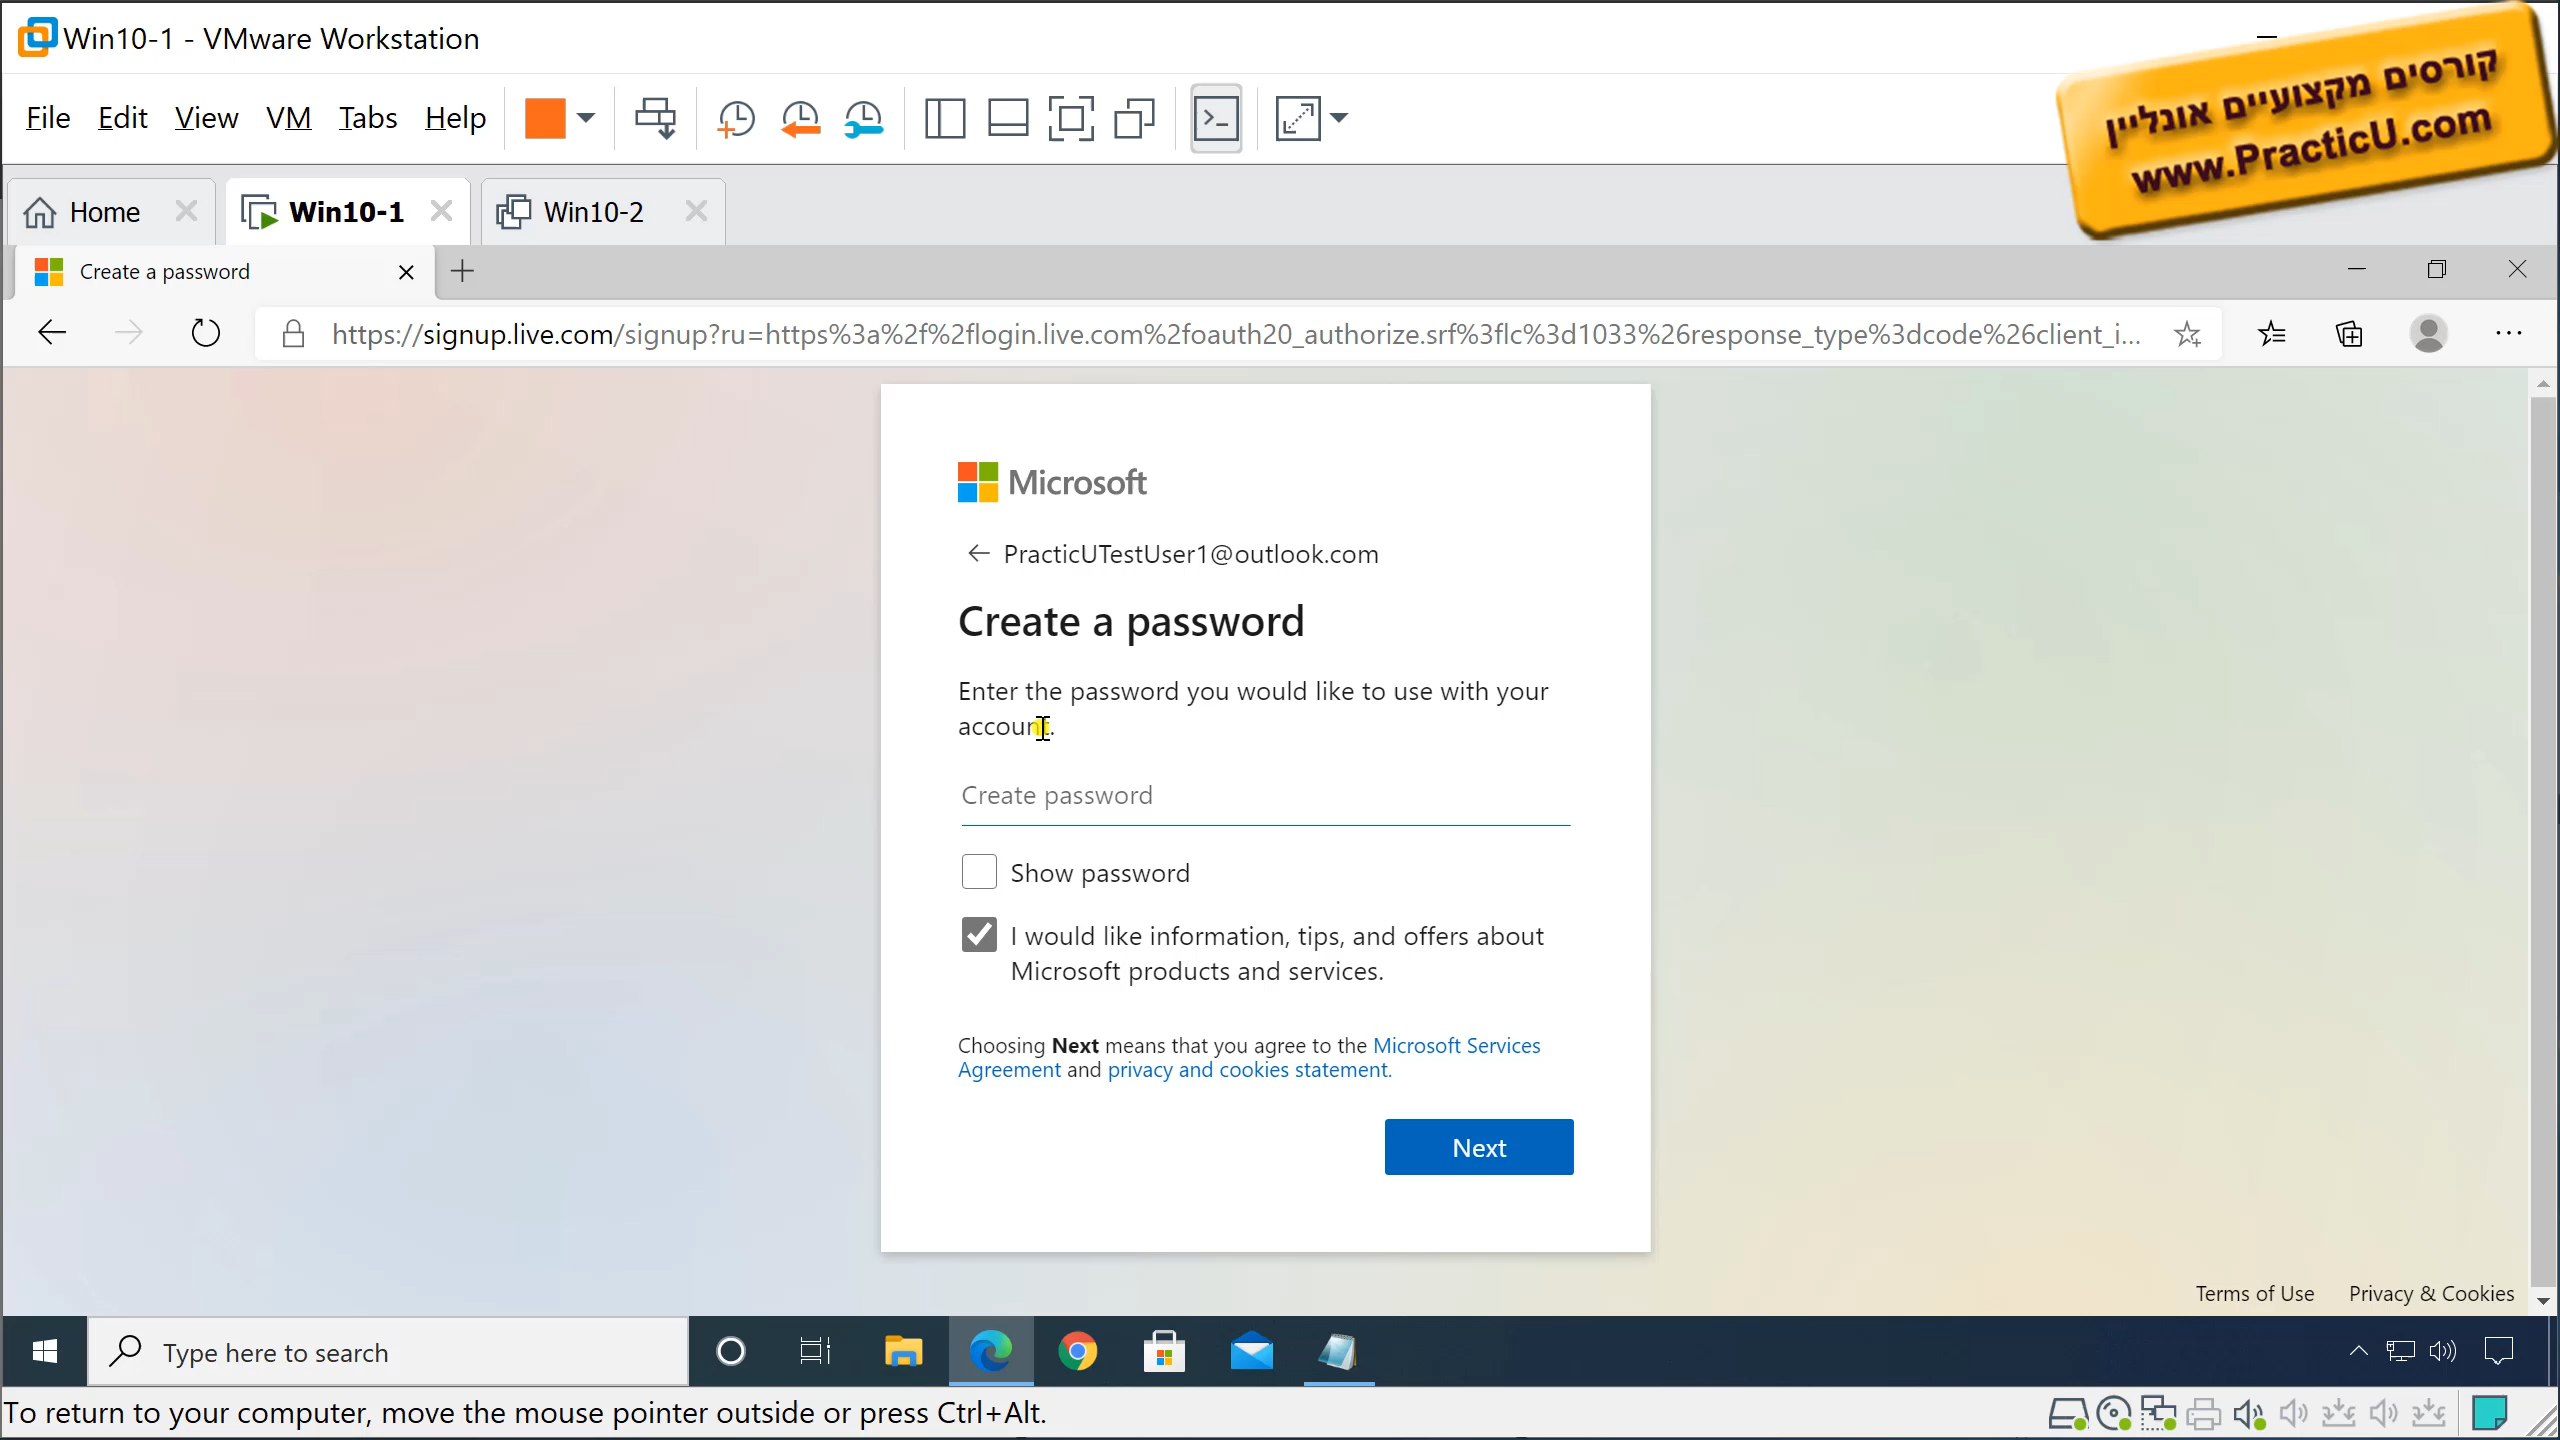 Win10-1 - VMware Workstation
File Edit View VM Tabs Help
קורסים מקצועיים אונליין
www.PracticU.com
Home
Win10-1
Win10-2
Create a password
https://signup.live.com/signup?ru=https%3a%2f%2flogin.live.com%2foauth20_authorize.srf%3flc%3d1033%26response_type%3dcode%26client_i...
Microsoft
PracticUTestUser1@outlook.com
Create a password
Enter the password you would like to use with your
account.
Create password
Show password
I would like information, tips, and offers about
Microsoft products and services.
Choosing Next means that you agree to the Microsoft Services
Agreement and privacy and cookies statement.
Next
Terms of Use Privacy & Cookies
Type here to search
To return to your computer, move the mouse pointer outside or press Ctrl+Alt.